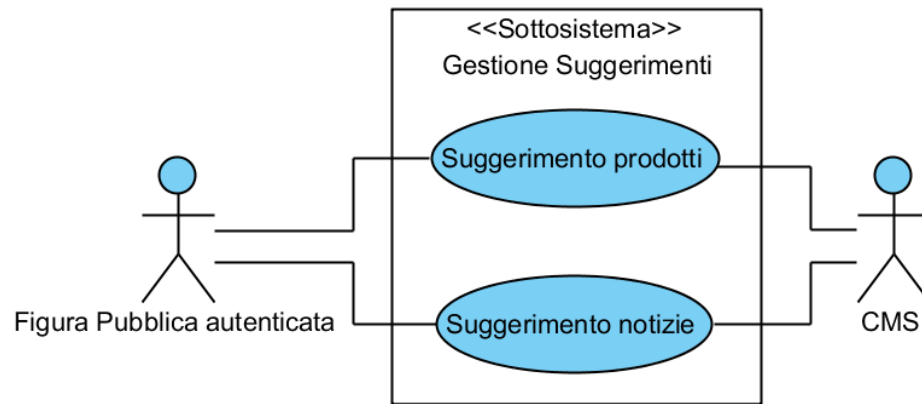 <<Sottosistema>>
Gestione Suggerimenti
Suggerimento prodotti
Figura Pubblica autenticata
Suggerimento notizie
CMS